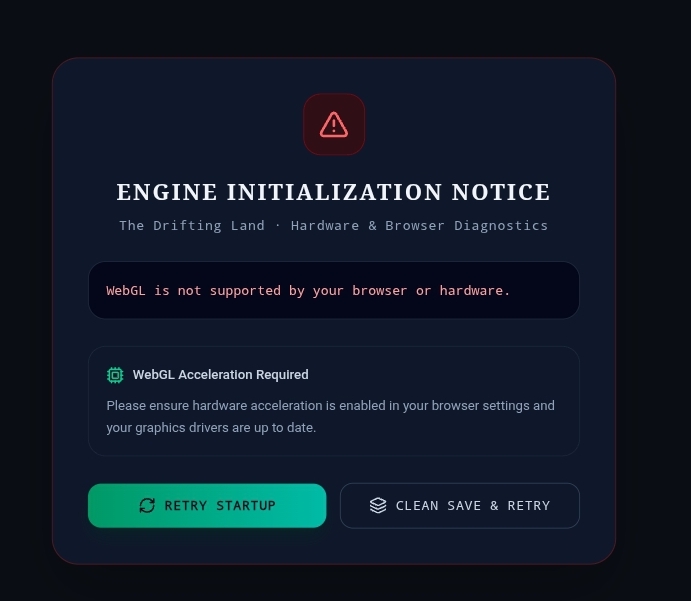 ENGINE INITIALIZATION NOTICE
The Drifting Land · Hardware & Browser Diagnostics
WebGL is not supported by your browser or hardware.
WebGL Acceleration Required
Please ensure hardware acceleration is enabled in your browser settings and
your graphics drivers are up to date.
RETRY STARTUP
CLEAN SAVE & RETRY